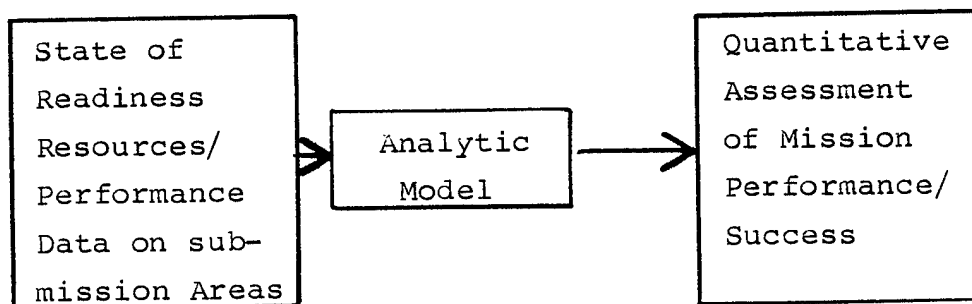 State of
Readiness
Resources/
Performance
Data on sub-
mission Areas
Analytic
Model
Quantitative
Assessment
of Mission
Performance/
Success